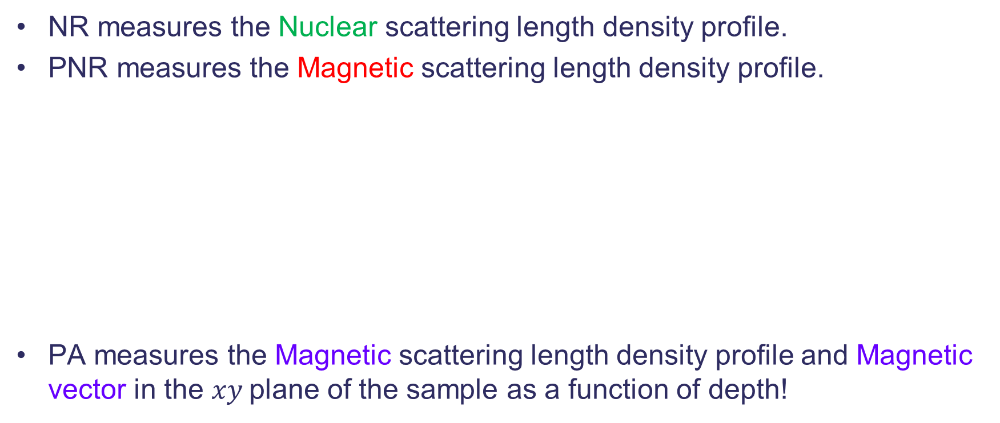 • NR measures the Nuclear scattering length density profile.
• PNR measures the Magnetic scattering length density profile.
• PA measures the Magnetic scattering length density profile and Magnetic
vector in the 𝑥𝑦 plane of the sample as a function of depth!